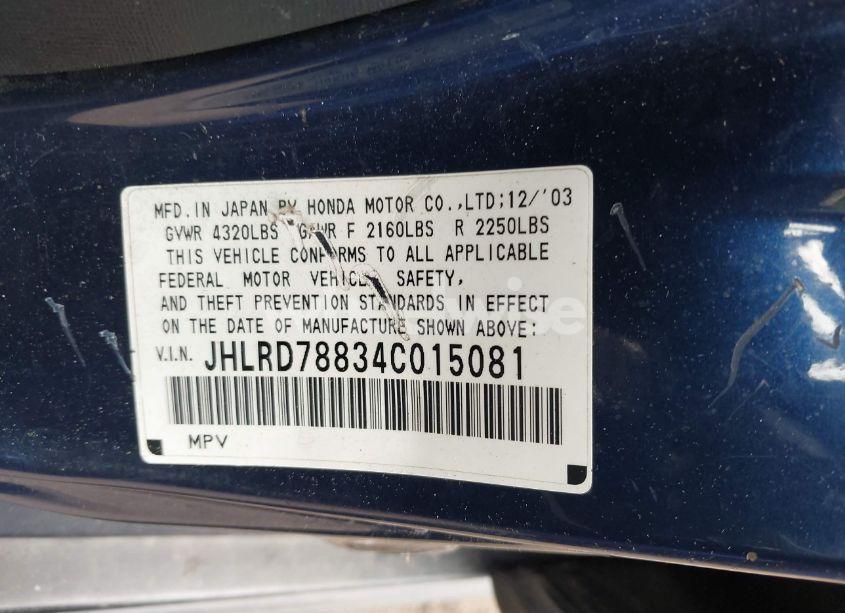 MFD.IN JAPAN BY HONDA MOTOR CO.,LTD;12/'03
GVWR 4320LBS GAWR F 2160LBS R 2250LBS
THIS VEHICLE CONFORMS TO ALL APPLICABLE
FEDERAL MOTOR VEHICLE SAFETY,
AND THEFT PREVENTION STANDARDS IN EFFECT
ON THE DATE OF MANUFACTURE SHOWN ABOVE:
V.I.N. JHLRD78834C015081
MPV